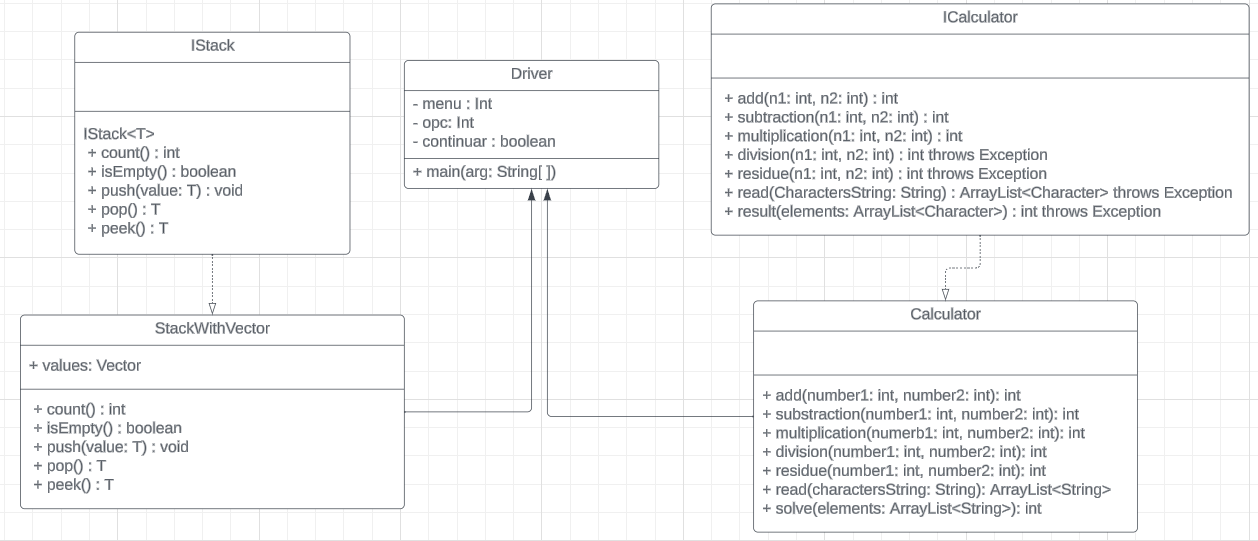 IStack
IStack<T>
+ count() : int
+ isEmpty() : boolean
+ push(value: T) : void
+ pop() : T
+ peek() : T
Driver
- menu : Int
- opc: Int
- continuar : boolean
+ main(arg: String[ ])
ICalculator
+ add(n1: int, n2: int) : int
+ subtraction(n1: int, n2: int) : int
+ multiplication(n1: int, n2: int) : int
+ division(n1: int, n2: int) : int throws Exception
+ residue(n1: int, n2: int) : int throws Exception
+ read(CharactersString: String) : ArrayList<Character> throws Exception
+ result(elements: ArrayList<Character>) : int throws Exception
StackWithVector
+ values: Vector
+ count() : int
+ isEmpty() : boolean
+ push(value: T) : void
+ pop() : T
+ peek() : T
Calculator
+ add(number1: int, number2: int): int
+ substraction(number1: int, number2: int): int
+ multiplication(numerb1: int, number2: int): int
+ division(number1: int, number2: int): int
+ residue(number1: int, number2: int): int
+ read(charactersString: String): ArrayList<String>
+ solve(elements: ArrayList<String>): int